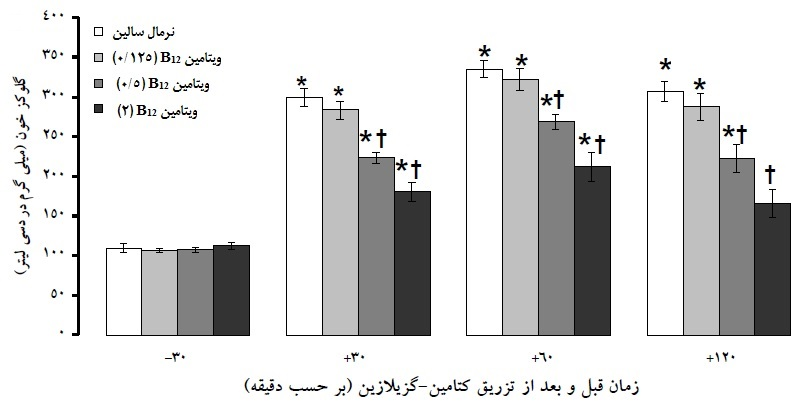 نرمال سالین
ویتامین B12 (۰/۱۲۵)
ویتامین B12 (۰/۵)
ویتامین B12 (۲)
گلوکز خون (میلی گرم در دسی لیتر)
۴۰۰
۳۵۰
۳۰۰
۲۵۰
۲۰۰
۱۵۰
۱۰۰
۵۰
۰
* * *† *†
* * *† *†
* * *† †
-۳۰
+۳۰
+۶۰
+۱۲۰
زمان قبل و بعد از تزریق کتامین-گزیلازین (بر حسب دقیقه)